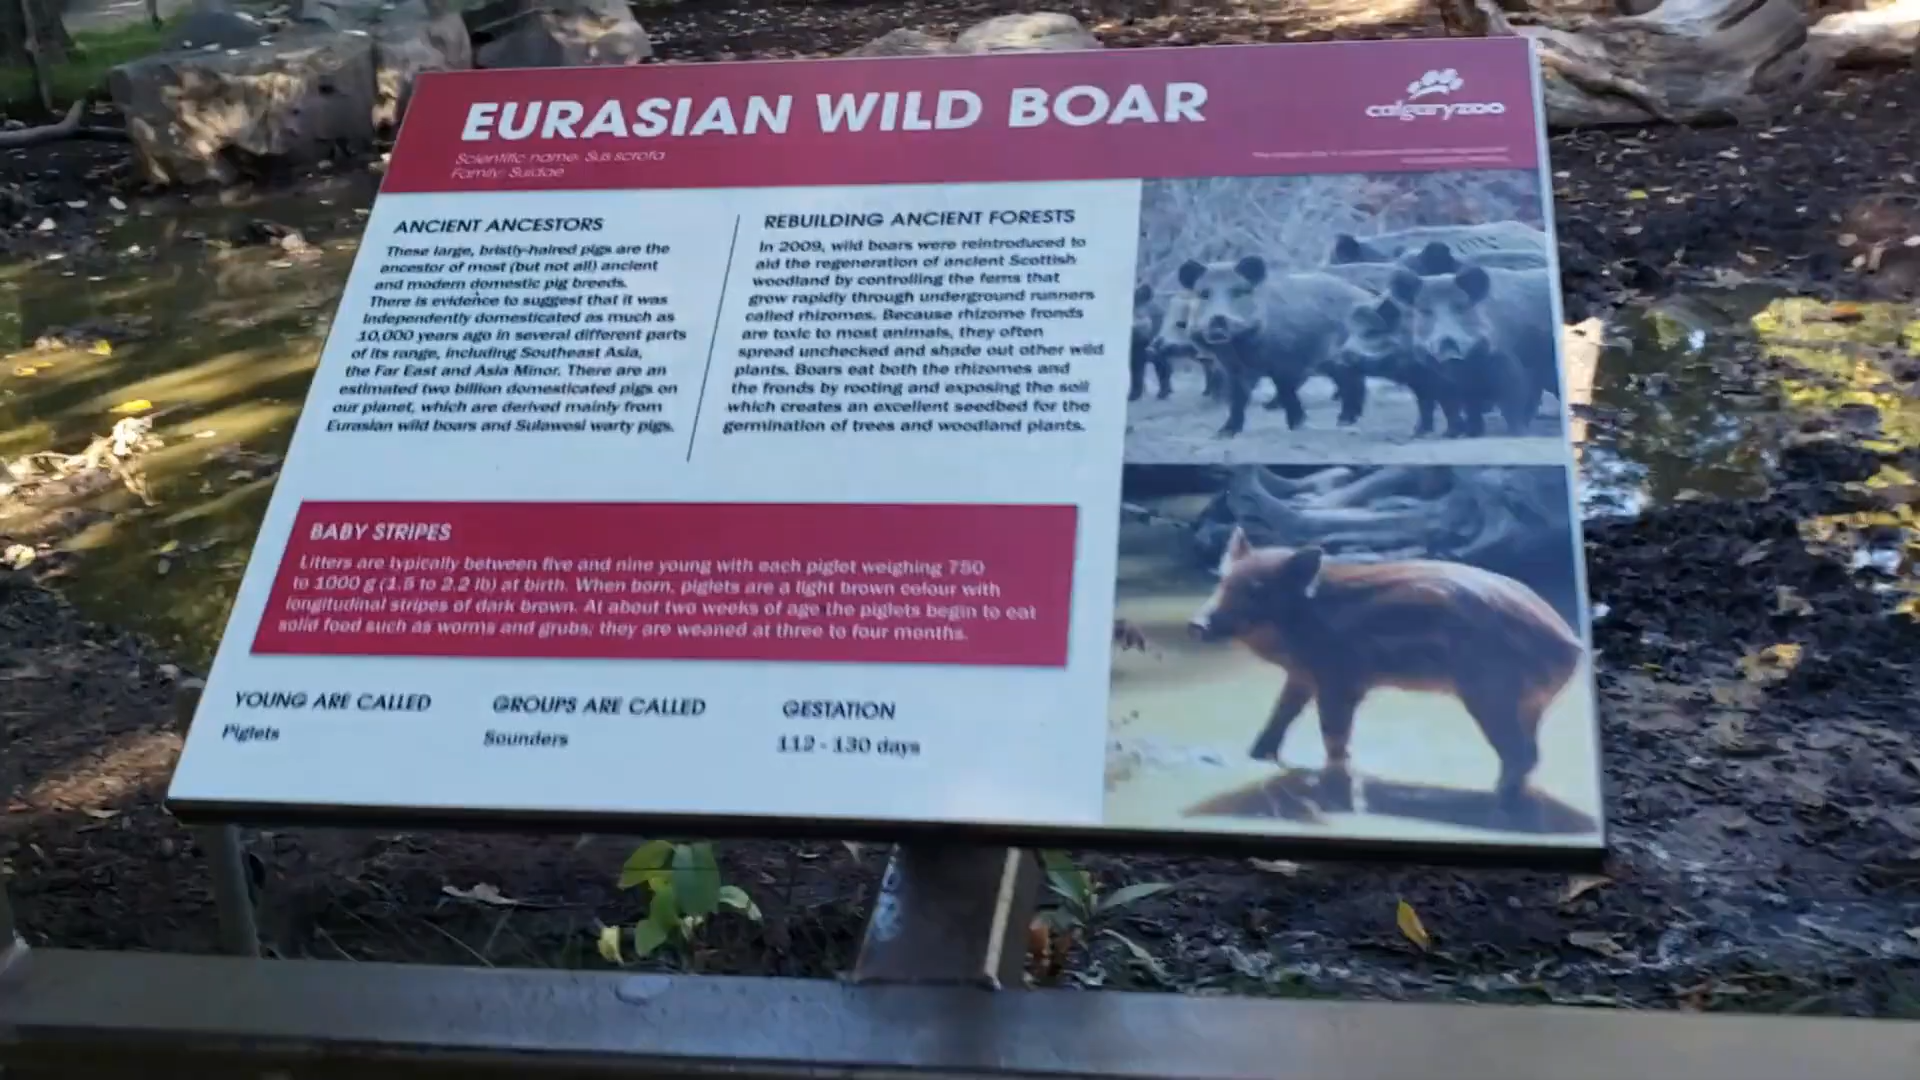 EURASIAN WILD BOAR
calgaryzoo
Scientific name: Sus scrofa
Family: Suidae
ANCIENT ANCESTORS
These large, bristly-haired pigs are the
ancestor of most (but not all) ancient
and modern domestic pig breeds.
There is evidence to suggest that it was
independently domesticated as much as
10,000 years ago in several different parts
of its range, including Southeast Asia,
the Far East and Asia Minor. There are an
estimated two billion domesticated pigs on
our planet, which are derived mainly from
Eurasian wild boars and Sulawesi warty pigs.
REBUILDING ANCIENT FORESTS
In 2009, wild boars were reintroduced to
aid the regeneration of ancient Scottish
woodland by controlling the ferns that
grow rapidly through underground runners
called rhizomes. Because rhizome fronds
are toxic to most animals, they often
spread unchecked and shade out other wild
plants. Boars eat both the rhizomes and
the fronds by rooting and exposing the soil
which creates an excellent seedbed for the
germination of trees and woodland plants.
BABY STRIPES
Litters are typically between five and nine young with each piglet weighing 750
to 1000 g (1.5 to 2.2 lb) at birth. When born, piglets are a light brown colour with
longitudinal stripes of dark brown. At about two weeks of age the piglets begin to eat
solid food such as worms and grubs; they are weaned at three to four months.
YOUNG ARE CALLED
Piglets
GROUPS ARE CALLED
Sounders
GESTATION
112 - 130 days